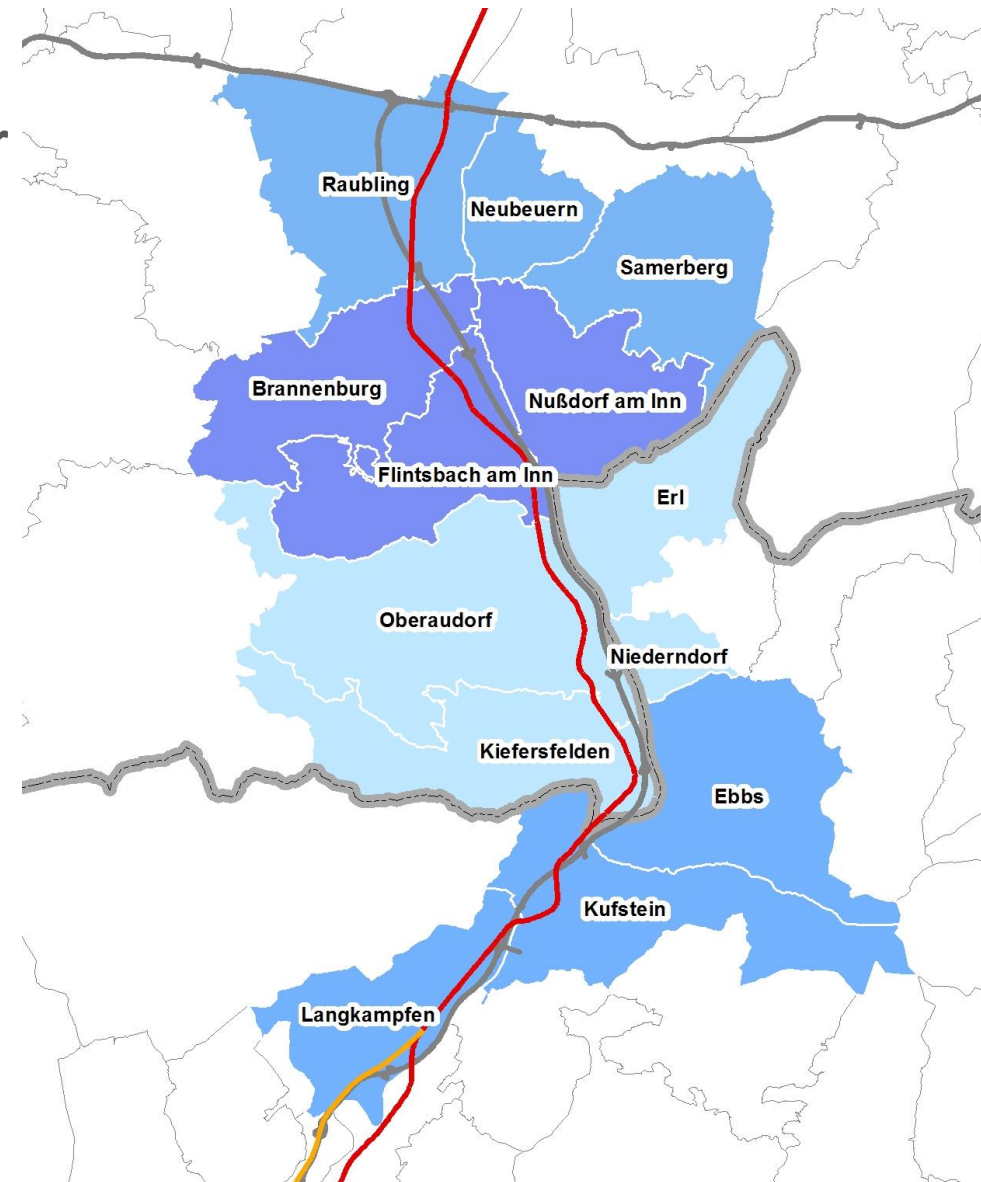 Raubling
Neubeuern
Samerberg
Brannenburg
Nußdorf am Inn
Flintsbach am Inn
Erl
Oberaudorf
Niederndorf
Kiefersfelden
Ebbs
Kufstein
Langkampfen